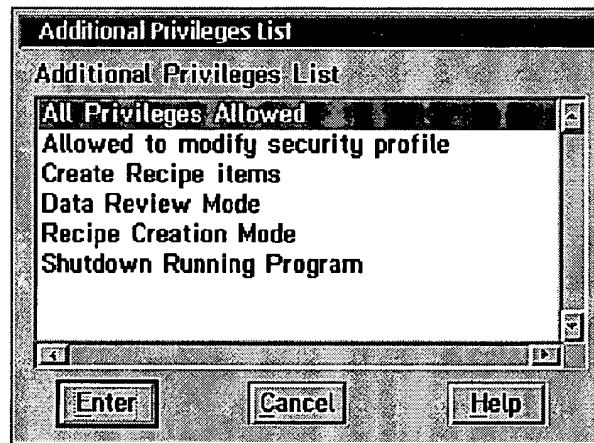 Additional Privileges List
Additional Privileges List
All Privileges Allowed
Allowed to modify security profile
Create Recipe items
Data Review Mode
Recipe Creation Mode
Shutdown Running Program
Enter Cancel Help